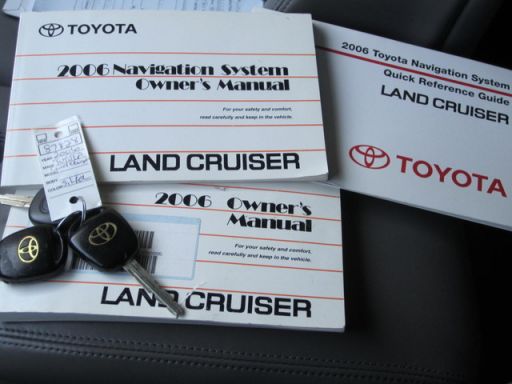 TOYOTA
2006 Navigation System
Owner's Manual
For your safety and comfort,
read carefully and keep in the vehicle.
LAND CRUISER
2006 Toyota Navigation System
Quick Reference Guide
LAND CRUISER
TOYOTA
2006 Owner's
Manual
For your safety and comfort,
read carefully and keep in the vehicle.
LAND CRUISER
2006
Silver